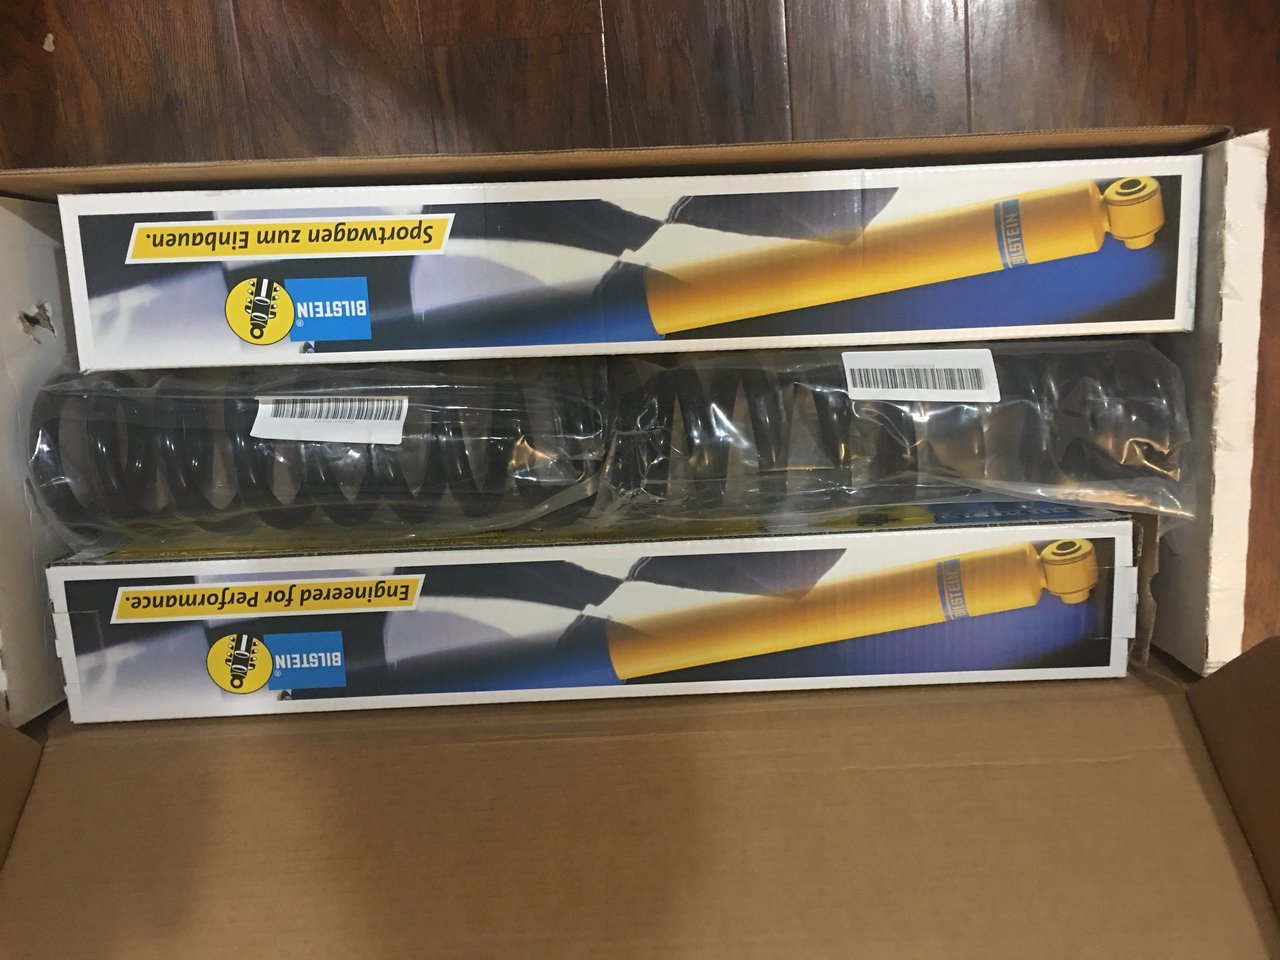 Sportwagen zum Einbauen.
BILSTEIN®
BILSTEIN
Engineered for Performance.
BILSTEIN®
BILSTEIN